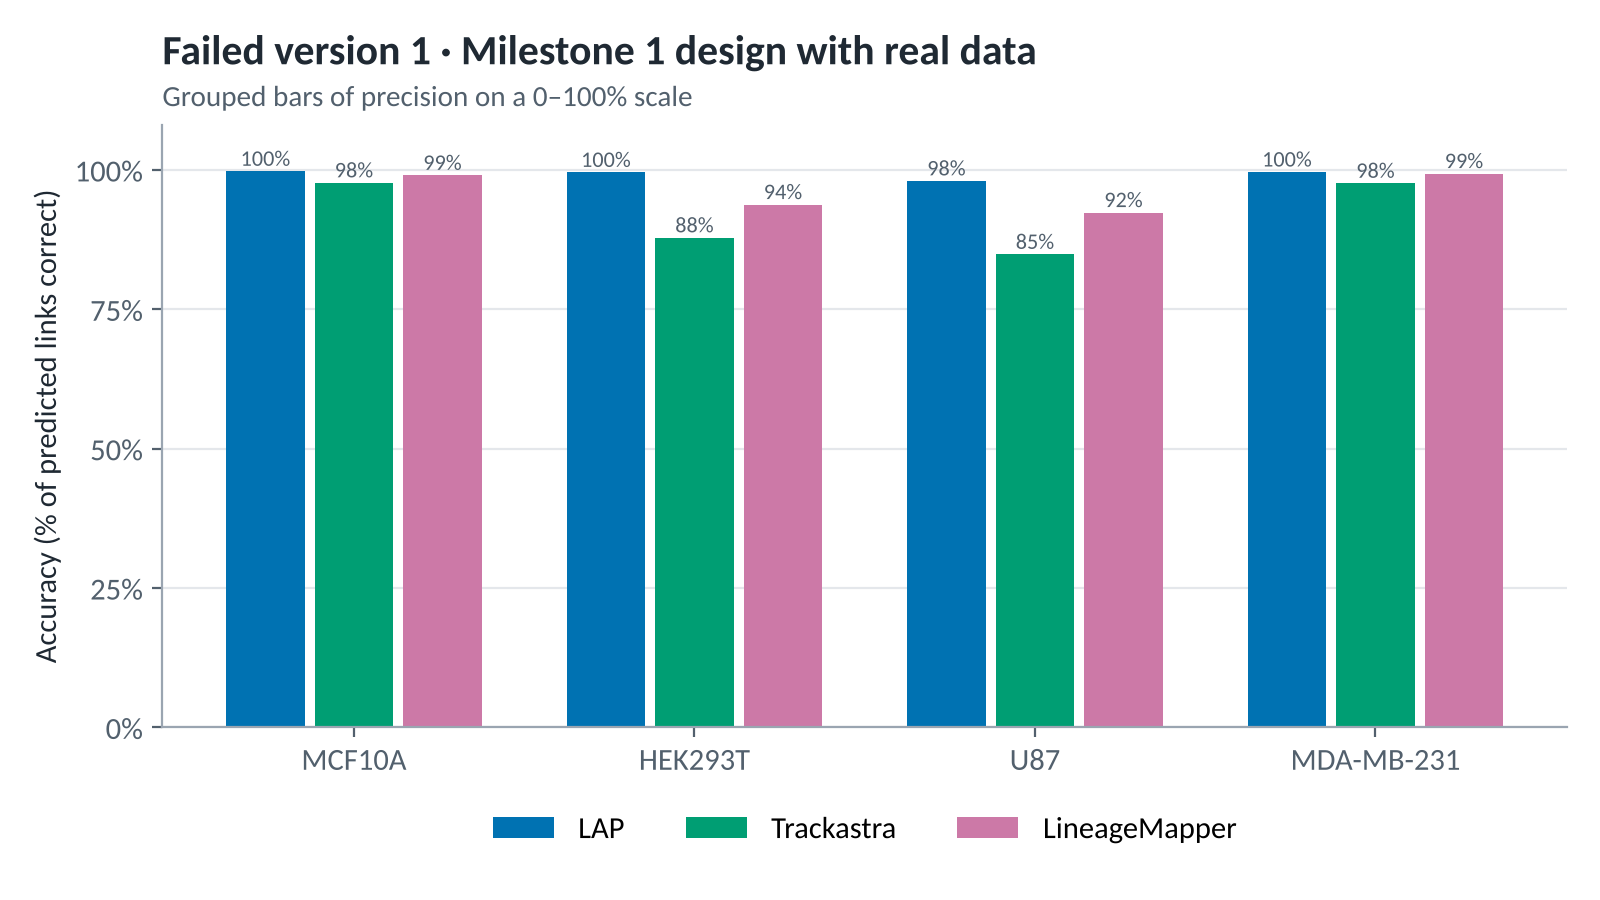 Failed version 1 · Milestone 1 design with real data
Grouped bars of precision on a 0–100% scale
Accuracy (% of predicted links correct)
100%
75%
50%
25%
0%
100%
98%
99%
100%
88%
94%
98%
85%
92%
100%
98%
99%
MCF10A
HEK293T
U87
MDA-MB-231
LAP
Trackastra
LineageMapper